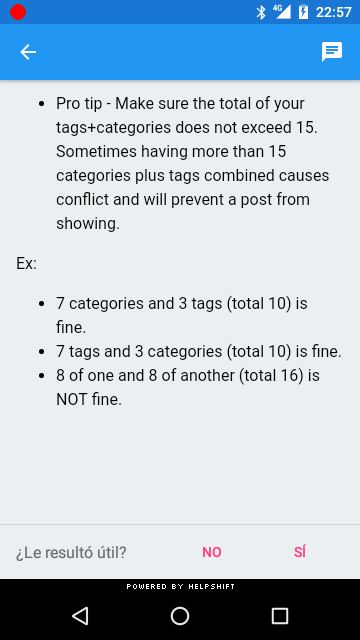 4G 22:57
• Pro tip - Make sure the total of your
tags+categories does not exceed 15.
Sometimes having more than 15
categories plus tags combined causes
conflict and will prevent a post from
showing.
Ex:
• 7 categories and 3 tags (total 10) is
fine.
• 7 tags and 3 categories (total 10) is fine.
• 8 of one and 8 of another (total 16) is
NOT fine.
¿Le resultó útil? NO SÍ
POWERED BY HELPSHIFT